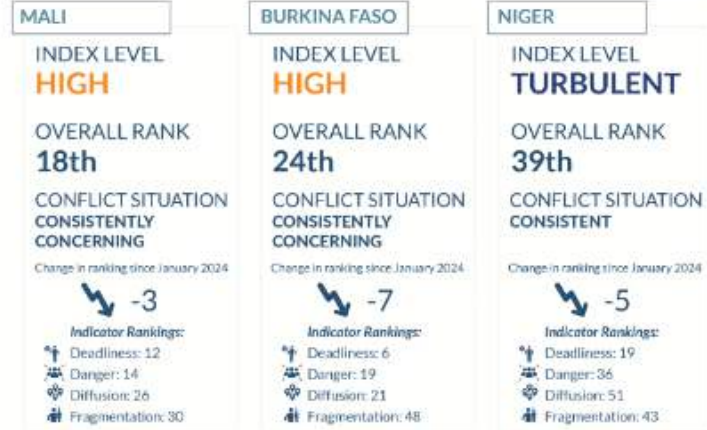 MALI
INDEX LEVEL
HIGH
OVERALL RANK
18th
CONFLICT SITUATION
CONSISTENTLY
CONCERNING
Change in ranking since January 2024
-3
Indicator Rankings:
Deadliness: 12
Danger: 14
Diffusion: 26
Fragmentation: 30
BURKINA FASO
INDEX LEVEL
HIGH
OVERALL RANK
24th
CONFLICT SITUATION
CONSISTENTLY
CONCERNING
Change in ranking since January 2024
-7
Indicator Rankings:
Deadliness: 6
Danger: 19
Diffusion: 21
Fragmentation: 48
NIGER
INDEX LEVEL
TURBULENT
OVERALL RANK
39th
CONFLICT SITUATION
CONSISTENT
Change in ranking since January 2024
-5
Indicator Rankings:
Deadliness: 19
Danger: 36
Diffusion: 51
Fragmentation: 43